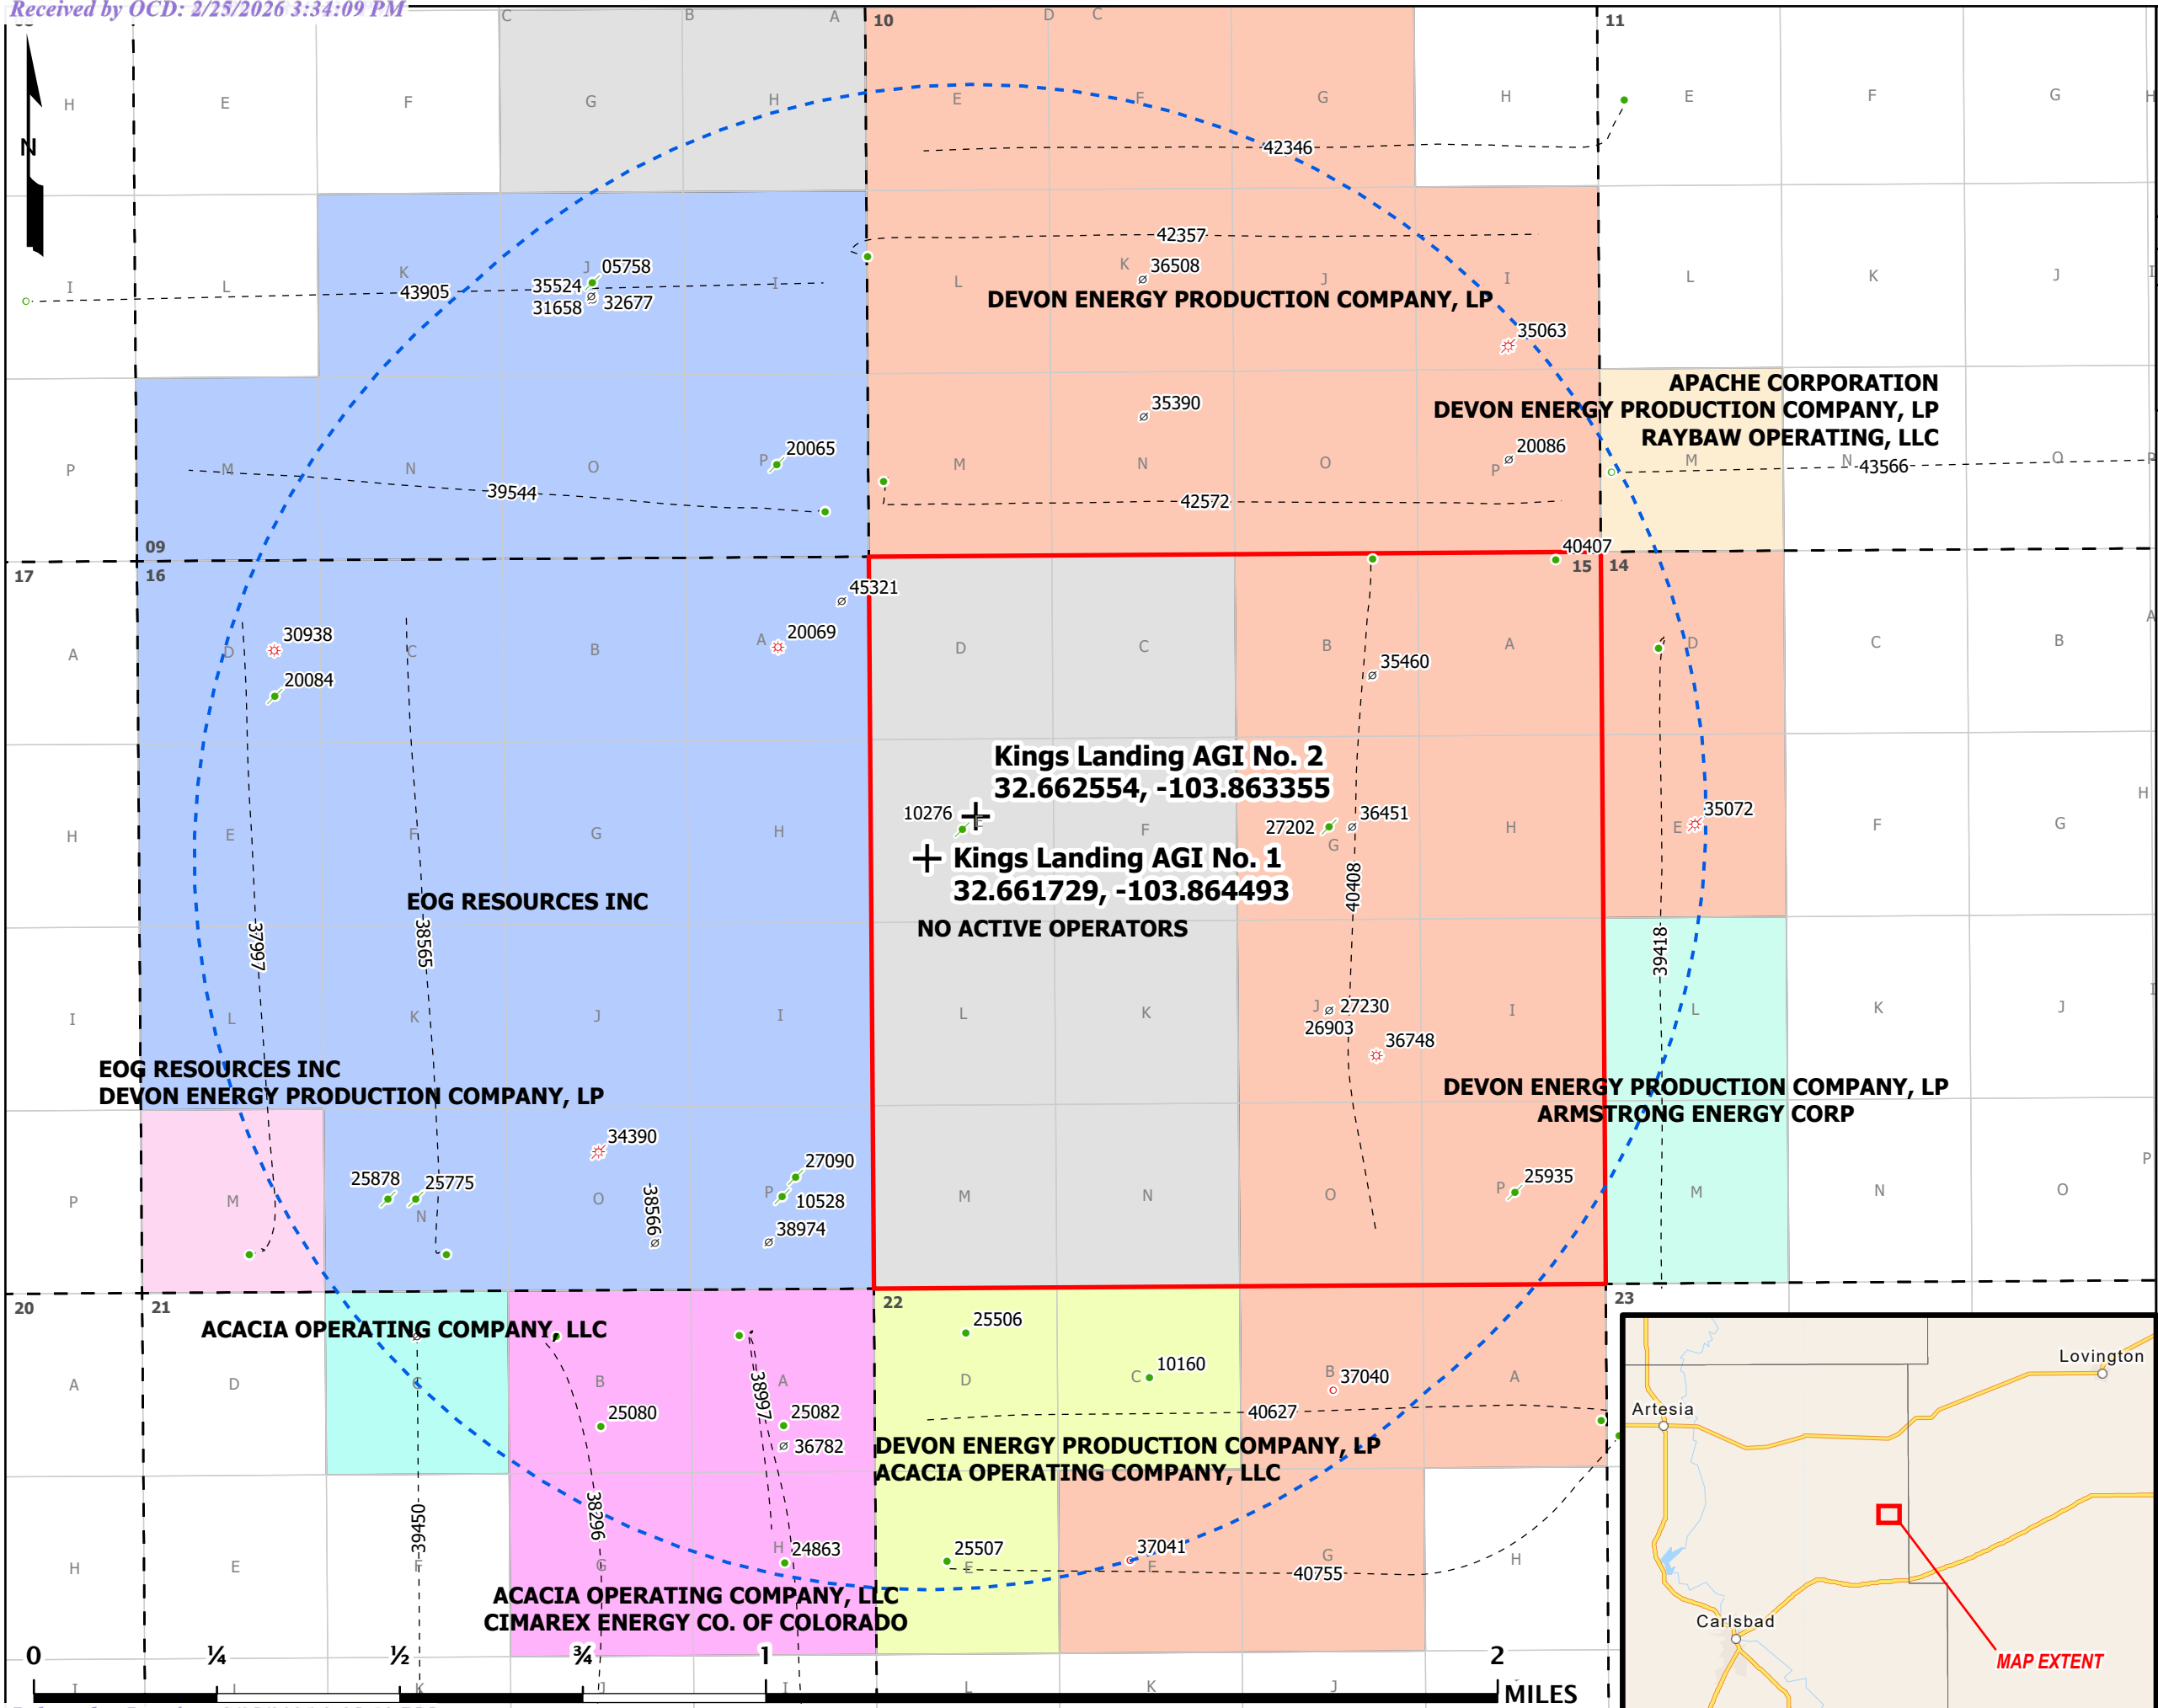 Received by OCD: 2/25/2026 3:34:09 PM
C B A 10 D C 11
N
H E F G H E F G H E F G H
42346
42357
I L K J I L K J I L K J I
43905
05758
35524
31658 32677
36508
DEVON ENERGY PRODUCTION COMPANY, LP
35063
APACHE CORPORATION
DEVON ENERGY PRODUCTION COMPANY, LP
RAYBAW OPERATING, LLC
35390
20065
20086
P M N O P M N O P M N O P
43566
39544
42572
09
40407
17 16 15 14
45321
30938
20069
20084
A D C B A D C B A D C B A
35460
Kings Landing AGI No. 2
32.662554, -103.863355
10276
27202
36451
35072
H E F G H E F G H E F G H
Kings Landing AGI No. 1
32.661729, -103.864493
40408
EOG RESOURCES INC
NO ACTIVE OPERATORS
37997
38565
39418
I L K J I L K J I L K J I
27230
26903
36748
EOG RESOURCES INC
DEVON ENERGY PRODUCTION COMPANY, LP
DEVON ENERGY PRODUCTION COMPANY, LP
ARMSTRONG ENERGY CORP
34390
27090
25878
25775
10528
38566
38974
25935
P M N O P M N O P M N O P
20 21 22 23
ACACIA OPERATING COMPANY, LLC
25506
10160
37040
A D C B A D C B A
38997
25080
25082
36782
40627
DEVON ENERGY PRODUCTION COMPANY, LP
ACACIA OPERATING COMPANY, LLC
39450
38296
24863
25507
37041
40755
H E F G H E F G H
ACACIA OPERATING COMPANY, LLC
CIMAREX ENERGY CO. OF COLORADO
0 ¼ ½ ¾ 1 2
MILES
I L K J I L K J
Lovington
Artesia
Carlsbad
MAP EXTENT